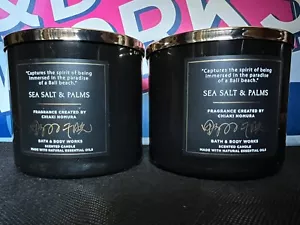 &
WORKS
"Captures the spirit of being
immersed in the paradise
of a Bali beach."
SEA SALT & PALMS
FRAGRANCE CREATED BY
CHIAKI NOMURA
BATH & BODY WORKS
SCENTED CANDLE
MADE WITH NATURAL ESSENTIAL OILS
"Captures the spirit of being
immersed in the paradise
of a Bali beach."
SEA SALT & PALMS
FRAGRANCE CREATED BY
CHIAKI NOMURA
BATH & BODY WORKS
SCENTED CANDLE
MADE WITH NATURAL ESSENTIAL OILS